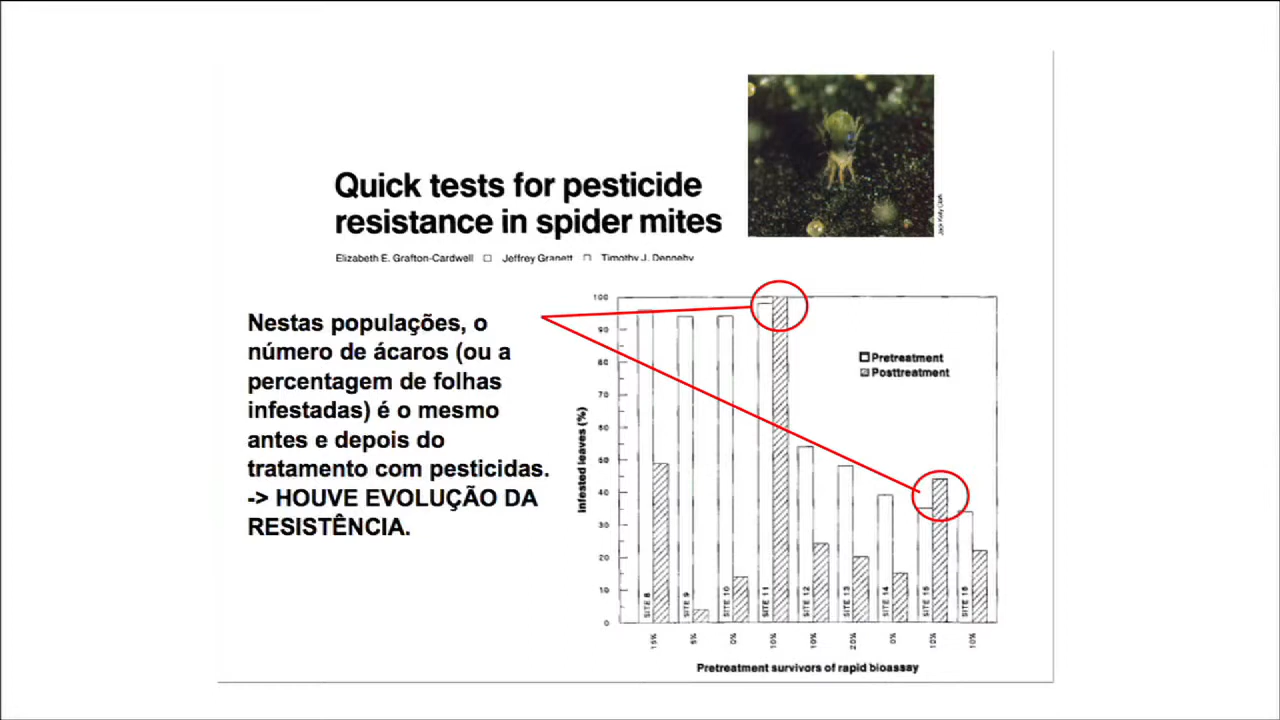 Quick tests for pesticide
resistance in spider mites
Elizabeth E. Grafton-Cardwell □ Jeffrey Granett □ Timothy J. Dennehy
Jack Kelly Clark
Nestas populações, o
número de ácaros (ou a
percentagem de folhas
infestadas) é o mesmo
antes e depois do
tratamento com pesticidas.
-> HOUVE EVOLUÇÃO DA
RESISTÊNCIA.
Infested leaves (%)
100
90
80
70
60
50
40
30
20
10
0
Pretreatment
Posttreatment
SITE 8
SITE 9
SITE 10
SITE 11
SITE 12
SITE 13
SITE 14
SITE 15
15%
5%
0%
10%
20%
0%
10%
10%
Pretreatment survivors of rapid bioassay